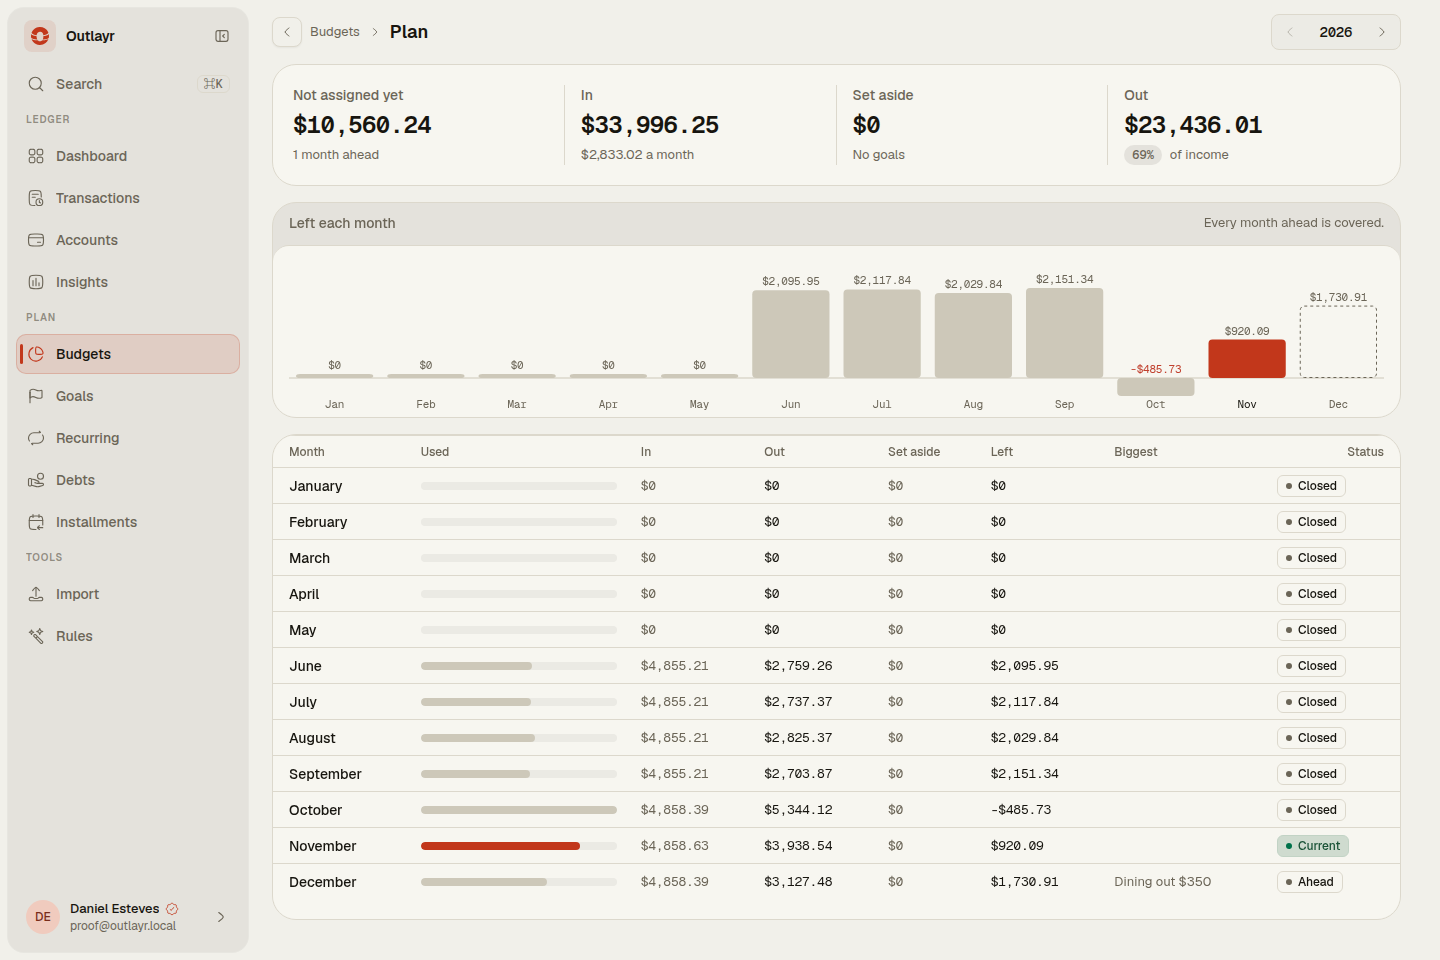 Outlayr
Search ⌘K
LEDGER
Dashboard
Transactions
Accounts
Insights
PLAN
Budgets
Goals
Recurring
Debts
Installments
TOOLS
Import
Rules
DE
Daniel Esteves
proof@outlayr.local
Budgets Plan
2026
Not assigned yet
$10,560.24
1 month ahead
In
$33,996.25
$2,833.02 a month
Set aside
$0
No goals
Out
$23,436.01
69% of income
Left each month Every month ahead is covered.
$0 $0 $0 $0 $0 $2,095.95 $2,117.84 $2,029.84 $2,151.34 -$485.73 $920.09 $1,730.91
Jan Feb Mar Apr May Jun Jul Aug Sep Oct Nov Dec
Month Used In Out Set aside Left Biggest Status
January $0 $0 $0 $0 Closed
February $0 $0 $0 $0 Closed
March $0 $0 $0 $0 Closed
April $0 $0 $0 $0 Closed
May $0 $0 $0 $0 Closed
June $4,855.21 $2,759.26 $0 $2,095.95 Closed
July $4,855.21 $2,737.37 $0 $2,117.84 Closed
August $4,855.21 $2,825.37 $0 $2,029.84 Closed
September $4,855.21 $2,703.87 $0 $2,151.34 Closed
October $4,858.39 $5,344.12 $0 -$485.73 Closed
November $4,858.63 $3,938.54 $0 $920.09 Current
December $4,858.39 $3,127.48 $0 $1,730.91 Dining out $350 Ahead